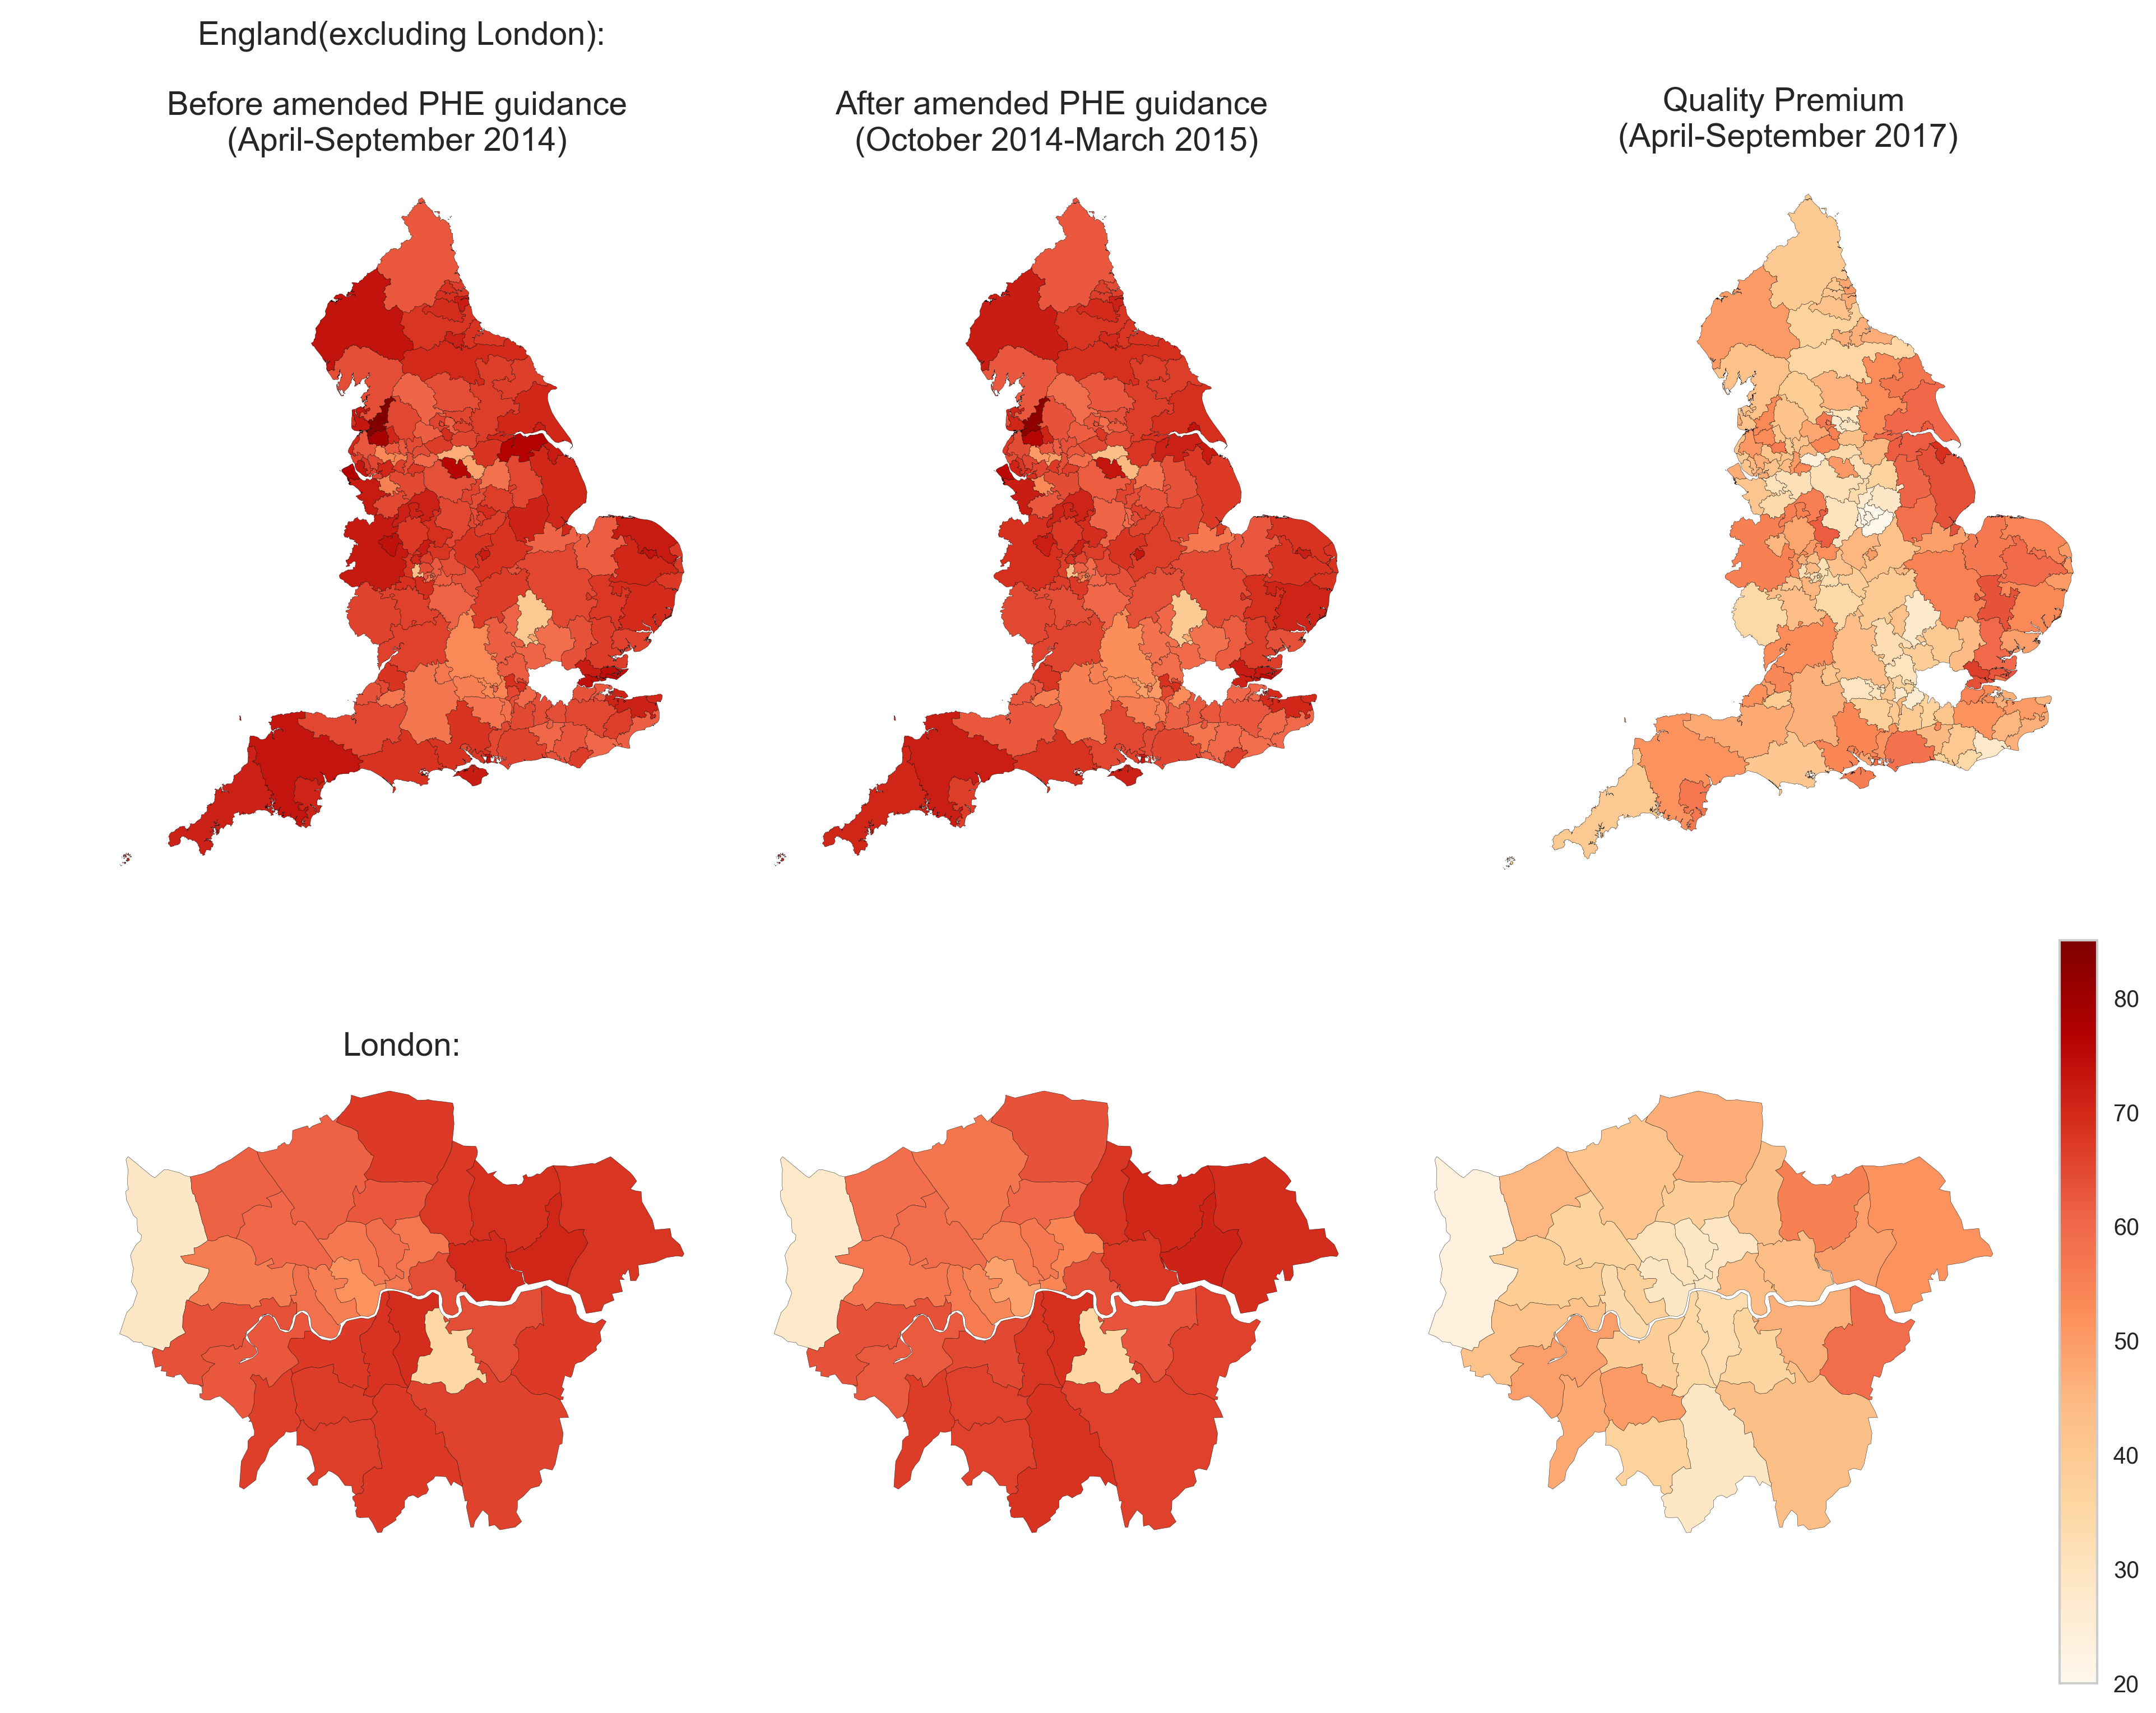 England(excluding London):
Before amended PHE guidance
(April-September 2014)
After amended PHE guidance
(October 2014-March 2015)
Quality Premium
(April-September 2017)
London:
80
70
60
50
40
30
20